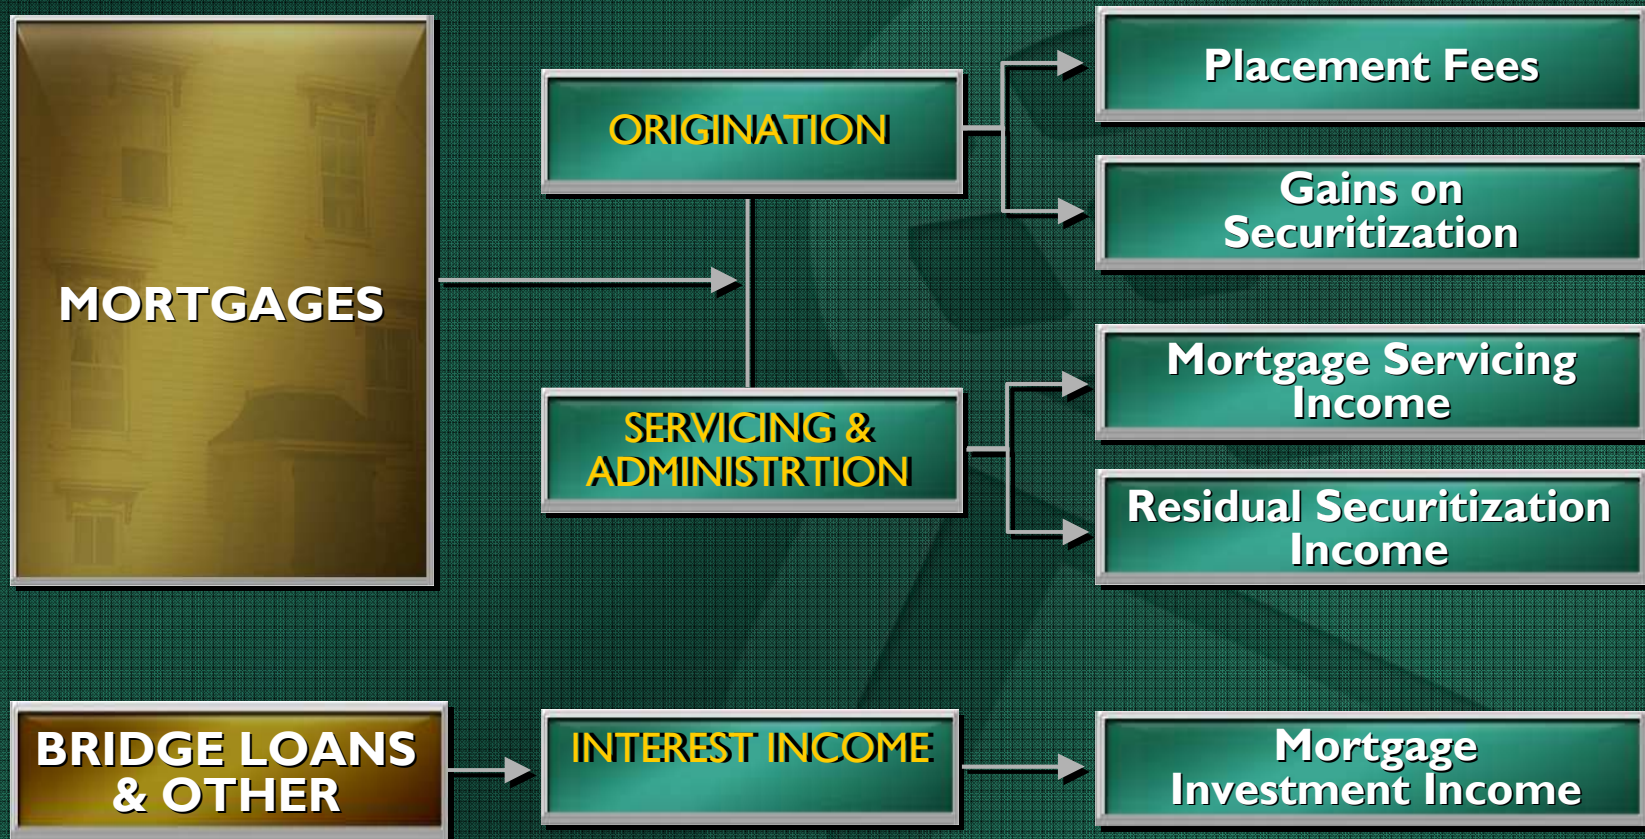 MORTGAGES
ORIGINATION
Placement Fees
Gains on
Securitization
SERVICING &
ADMINISTRTION
Mortgage Servicing
Income
Residual Securitization
Income
BRIDGE LOANS
& OTHER
INTEREST INCOME
Mortgage
Investment Income